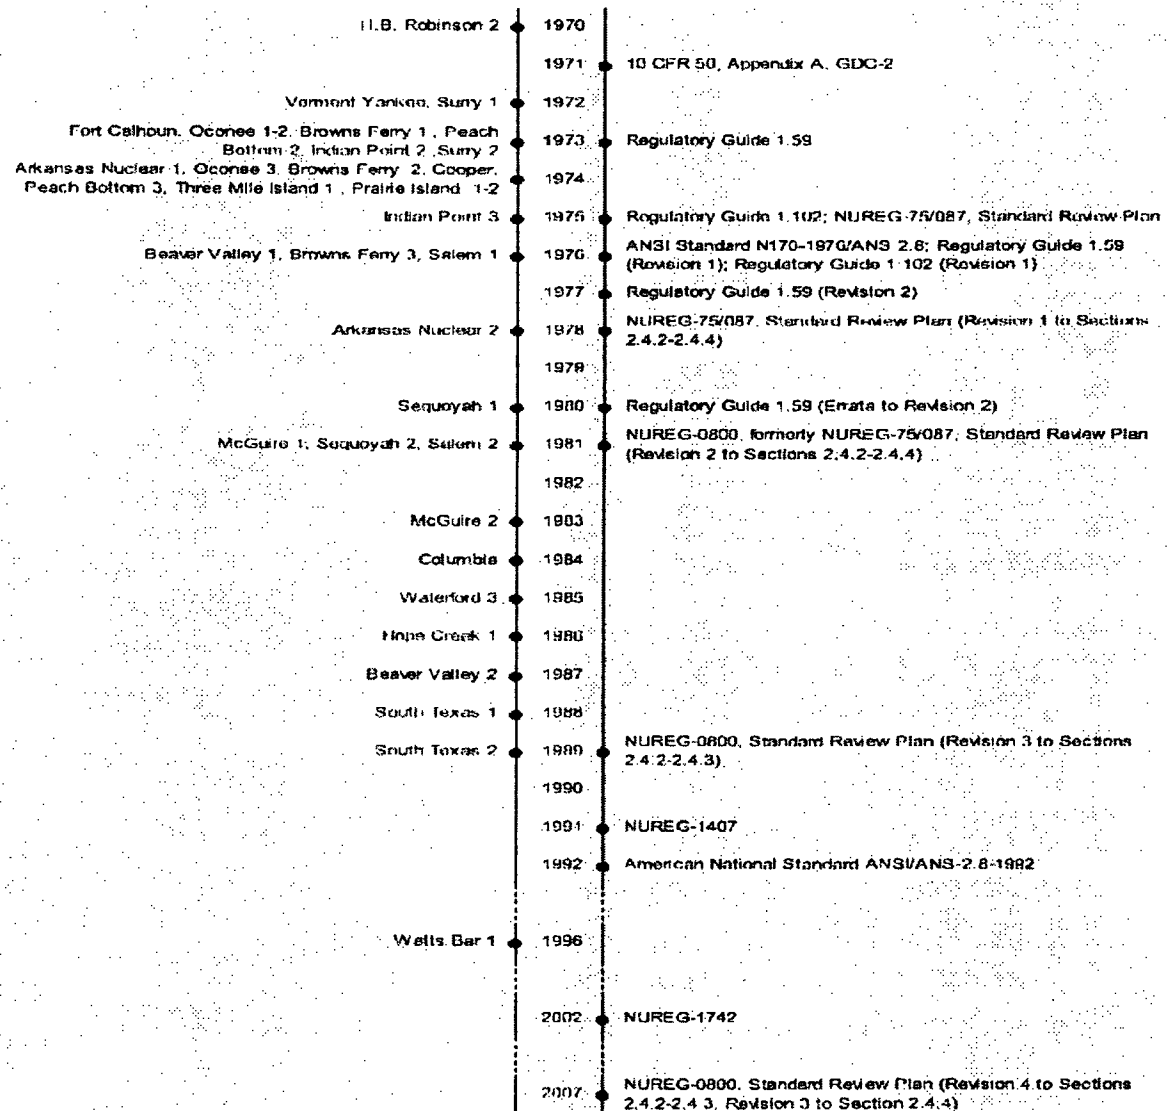 H.B. Robinson 2 1970
1971 10 CFR 50, Appendix A, GDC-2
Vermont Yankee, Surry 1 1972
Fort Calhoun, Oconee 1-2, Browns Ferry 1 , Peach
Bottom 2, Indian Point 2 ,Surry 2 1973 Regulatory Guide 1.59
Arkansas Nuclear 1, Oconee 3, Browns Ferry 2, Cooper,
Peach Bottom 3, Three Mile Island 1 , Prairie Island 1-2 1974
Indian Point 3 1975 Regulatory Guide 1.102; NUREG-75/087, Standard Review Plan
Beaver Valley 1, Browns Ferry 3, Salem 1 1976 ANSI Standard N170-1976/ANS 2.8; Regulatory Guide 1.59
(Revision 1); Regulatory Guide 1.102 (Revision 1)
1977 Regulatory Guide 1.59 (Revision 2)
Arkansas Nuclear 2 1978 NUREG-75/087, Standard Review Plan (Revision 1 to Sections
2.4.2-2.4.4)
1979
Sequoyah 1 1980 Regulatory Guide 1.59 (Errata to Revision 2)
McGuire 1, Sequoyah 2, Salem 2 1981 NUREG-0800, formerly NUREG-75/087, Standard Review Plan
(Revision 2 to Sections 2.4.2-2.4.4)
1982
McGuire 2 1983
Columbia 1984
Waterford 3 1985
Hope Creek 1 1986
Beaver Valley 2 1987
South Texas 1 1988
South Texas 2 1989 NUREG-0800, Standard Review Plan (Revision 3 to Sections
2.4.2-2.4.3)
1990
1991 NUREG-1407
1992 American National Standard ANSI/ANS-2.8-1992
Watts Bar 1 1996
2002 NUREG-1742
2007 NUREG-0800, Standard Review Plan (Revision 4 to Sections
2.4.2-2.4.3, Revision 3 to Section 2.4.4)